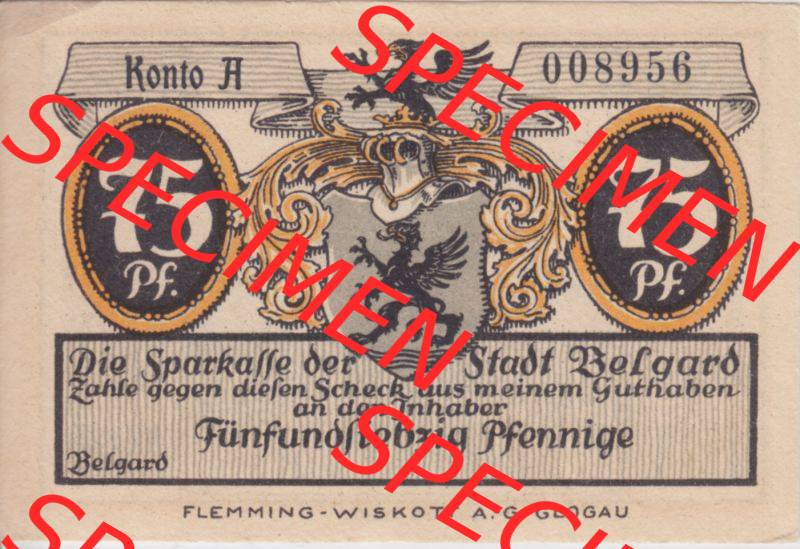 Konto A
008956
75
Pf.
75
Pf.
Die Sparkaſſe der Stadt Belgard
Zahle gegen dieſen Scheck aus meinem Guthaben
an den Inhaber
Fünfundſiebzig Pfennige
Belgard
FLEMMING-WISKOTT A.G. GLOGAU
SPECIMEN
SPECIMEN
SPECIMEN